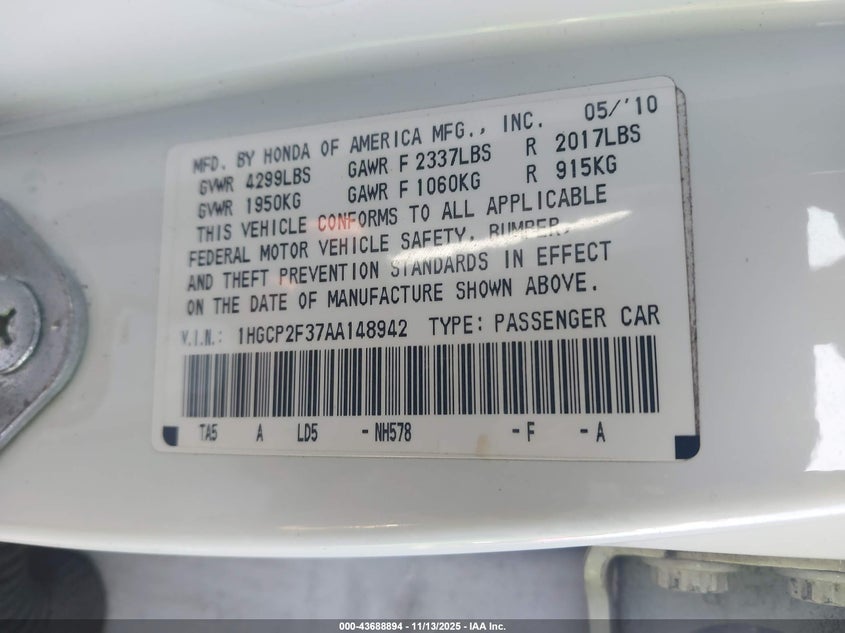 MFD. BY HONDA OF AMERICA MFG., INC. 05/'10
GVWR 4299LBS GAWR F 2337LBS R 2017LBS
GVWR 1950KG GAWR F 1060KG R 915KG
THIS VEHICLE CONFORMS TO ALL APPLICABLE
FEDERAL MOTOR VEHICLE SAFETY, BUMPER,
AND THEFT PREVENTION STANDARDS IN EFFECT
ON THE DATE OF MANUFACTURE SHOWN ABOVE.
V.I.N.: 1HGCP2F37AA148942 TYPE: PASSENGER CAR
TA5 A LD5 -NH578 -F -A
000-43688894 | 11/13/2025 - IAA Inc.